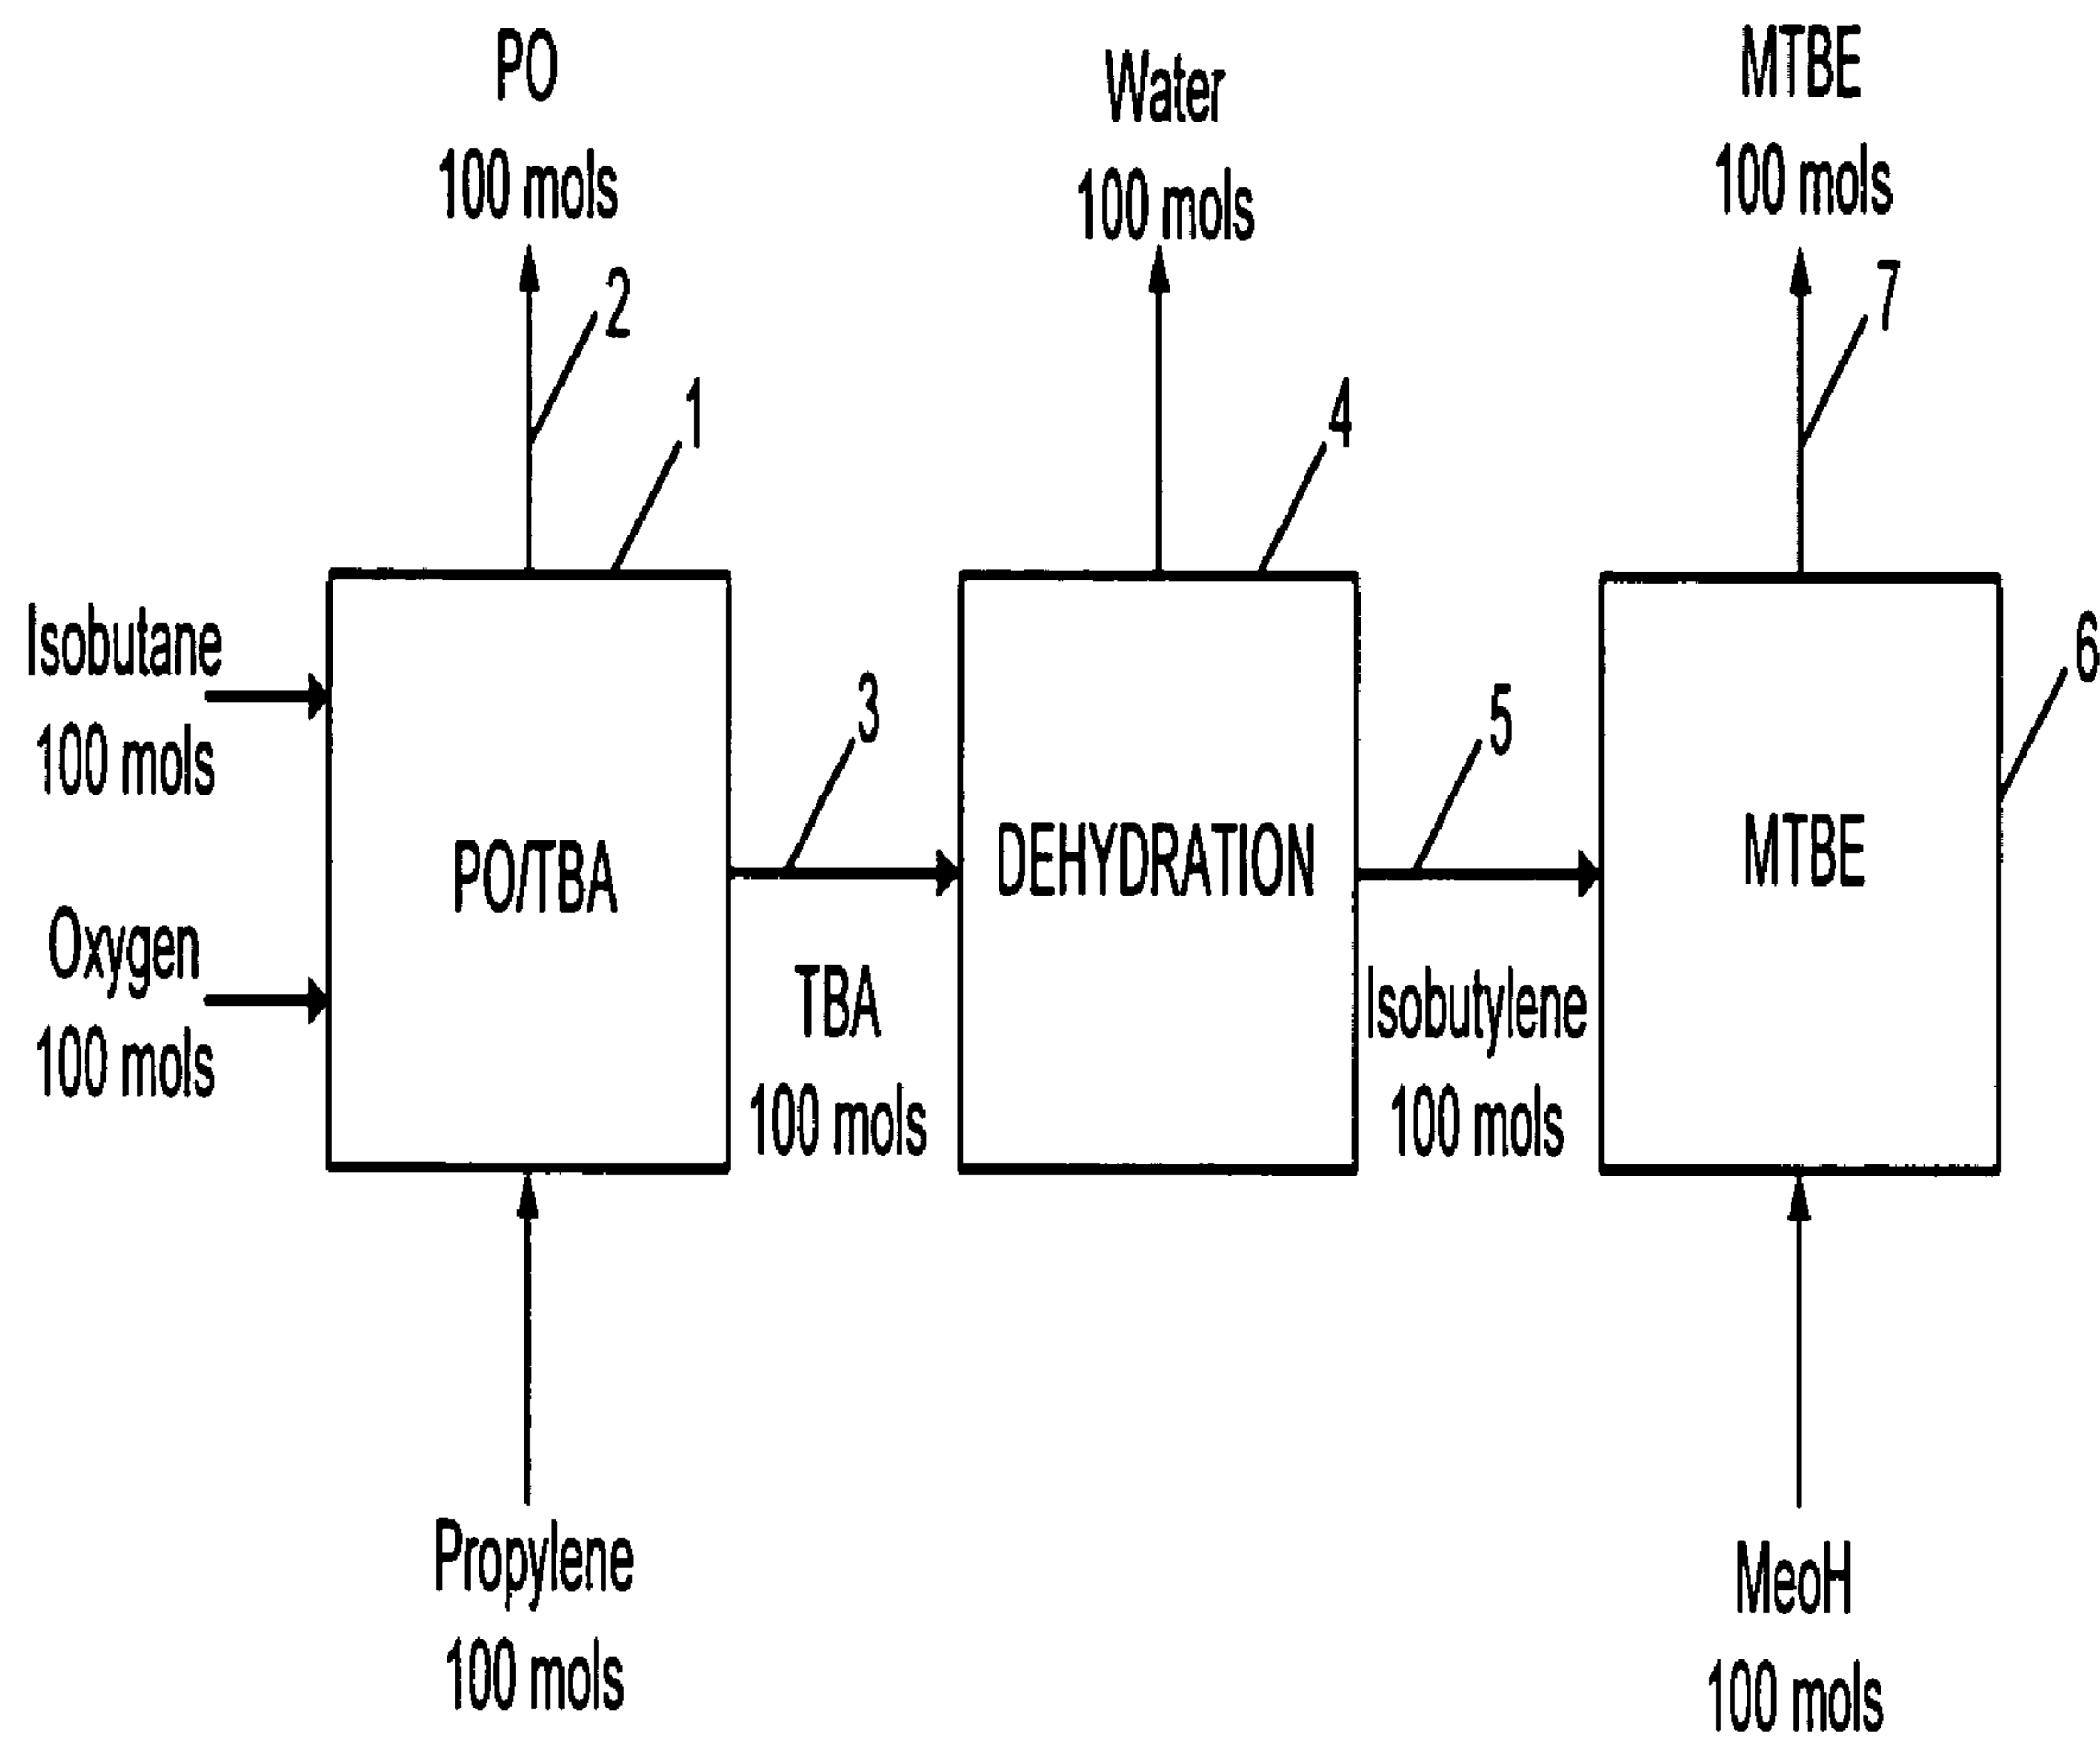 PO
100 mols
Water
100 mols
MTBE
100 mols
2
7
1
4
Isobutane
100 mols
6
3
5
PO/TBA
DEHYDRATION
MTBE
Oxygen
100 mols
TBA
100 mols
Isobutylene
100 mols
Propylene
100 mols
MeoH
100 mols